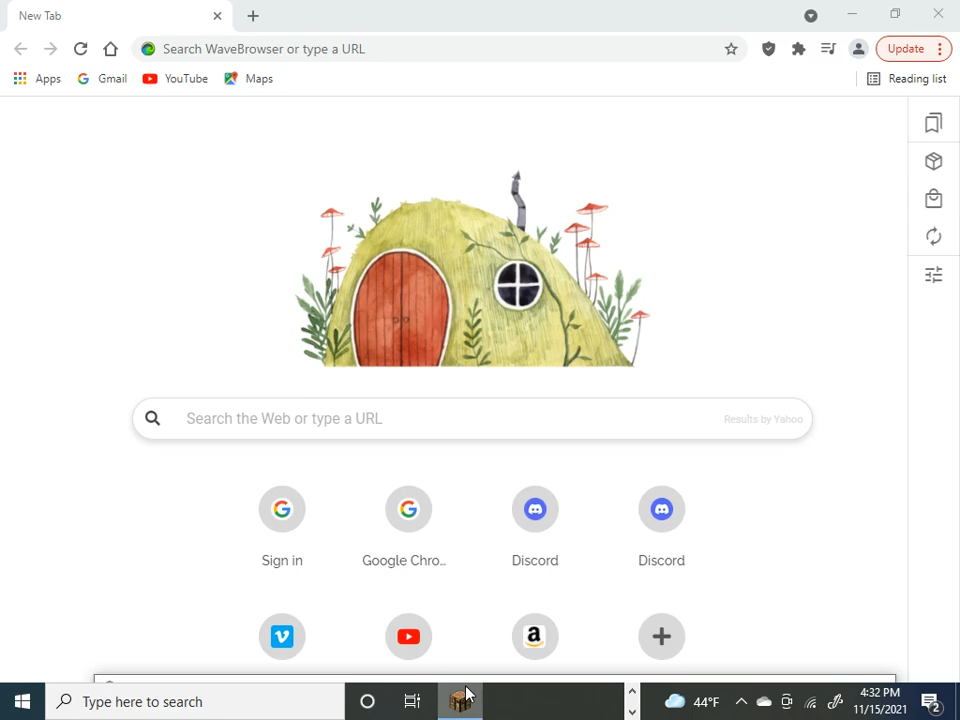 New Tab
Search WaveBrowser or type a URL
Update
Apps Gmail YouTube Maps Reading list
Search the Web or type a URL Results by Yahoo
Sign in Google Chro... Discord Discord
a
Type here to search
44°F
4:32 PM
11/15/2021
2